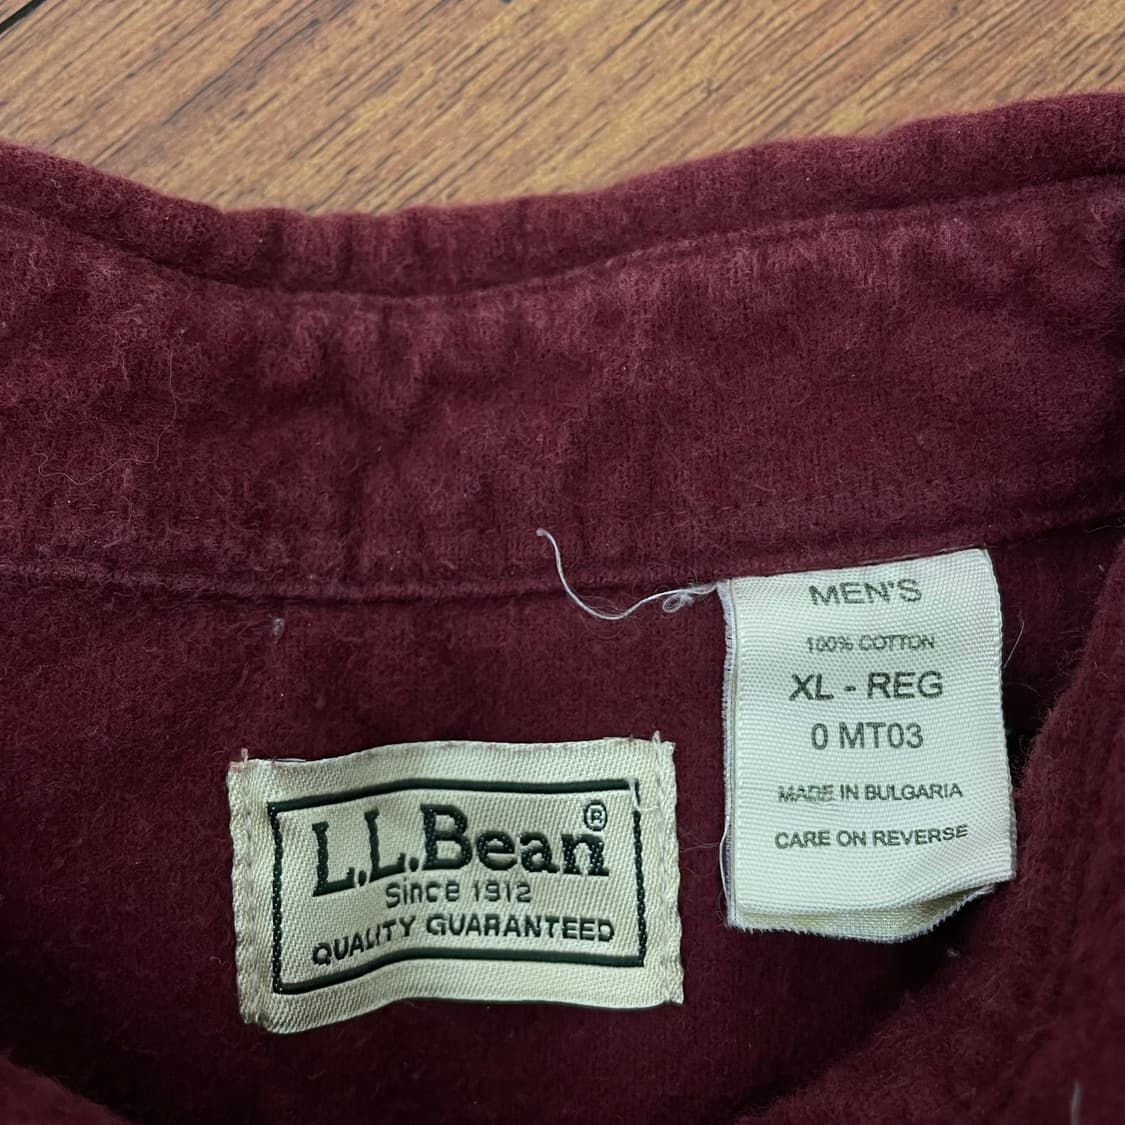 L.L.Bean®
Since 1912
QUALITY GUARANTEED
MEN'S
100% COTTON
XL - REG
0 MT03
MADE IN BULGARIA
CARE ON REVERSE